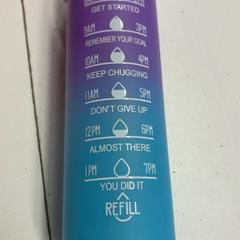 GET STARTED
9AM 3PM
REMEMBER YOUR GOAL
10AM 4PM
KEEP CHUGGING
11AM 5PM
DON'T GIVE UP
12PM 6PM
ALMOST THERE
1PM 7PM
YOU DID IT
REFILL